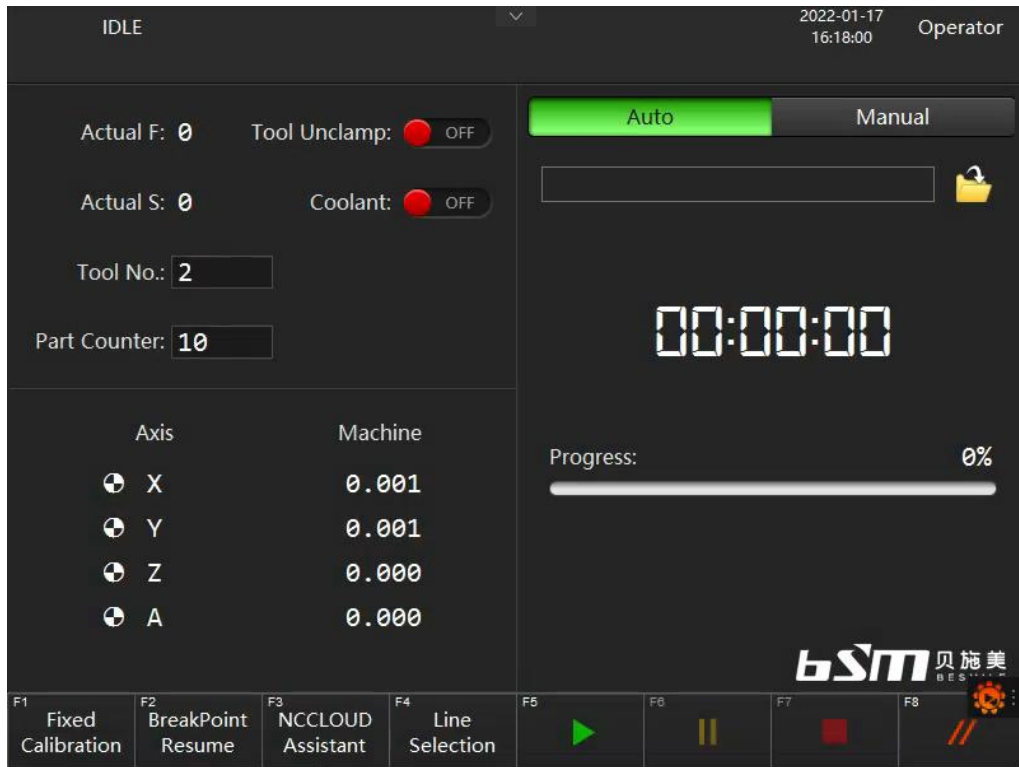 IDLE
2022-01-17
16:18:00
Operator
Actual F: 0
Tool Unclamp: OFF
Actual S: 0
Coolant: OFF
Tool No.: 2
Part Counter: 10
Axis Machine
X 0.001
Y 0.001
Z 0.000
A 0.000
Auto
Manual
00:00:00
Progress: 0%
bsm 贝施美
F1
Fixed
Calibration
F2
BreakPoint
Resume
F3
NCCLOUD
Assistant
F4
Line
Selection
F5
F6
F7
F8